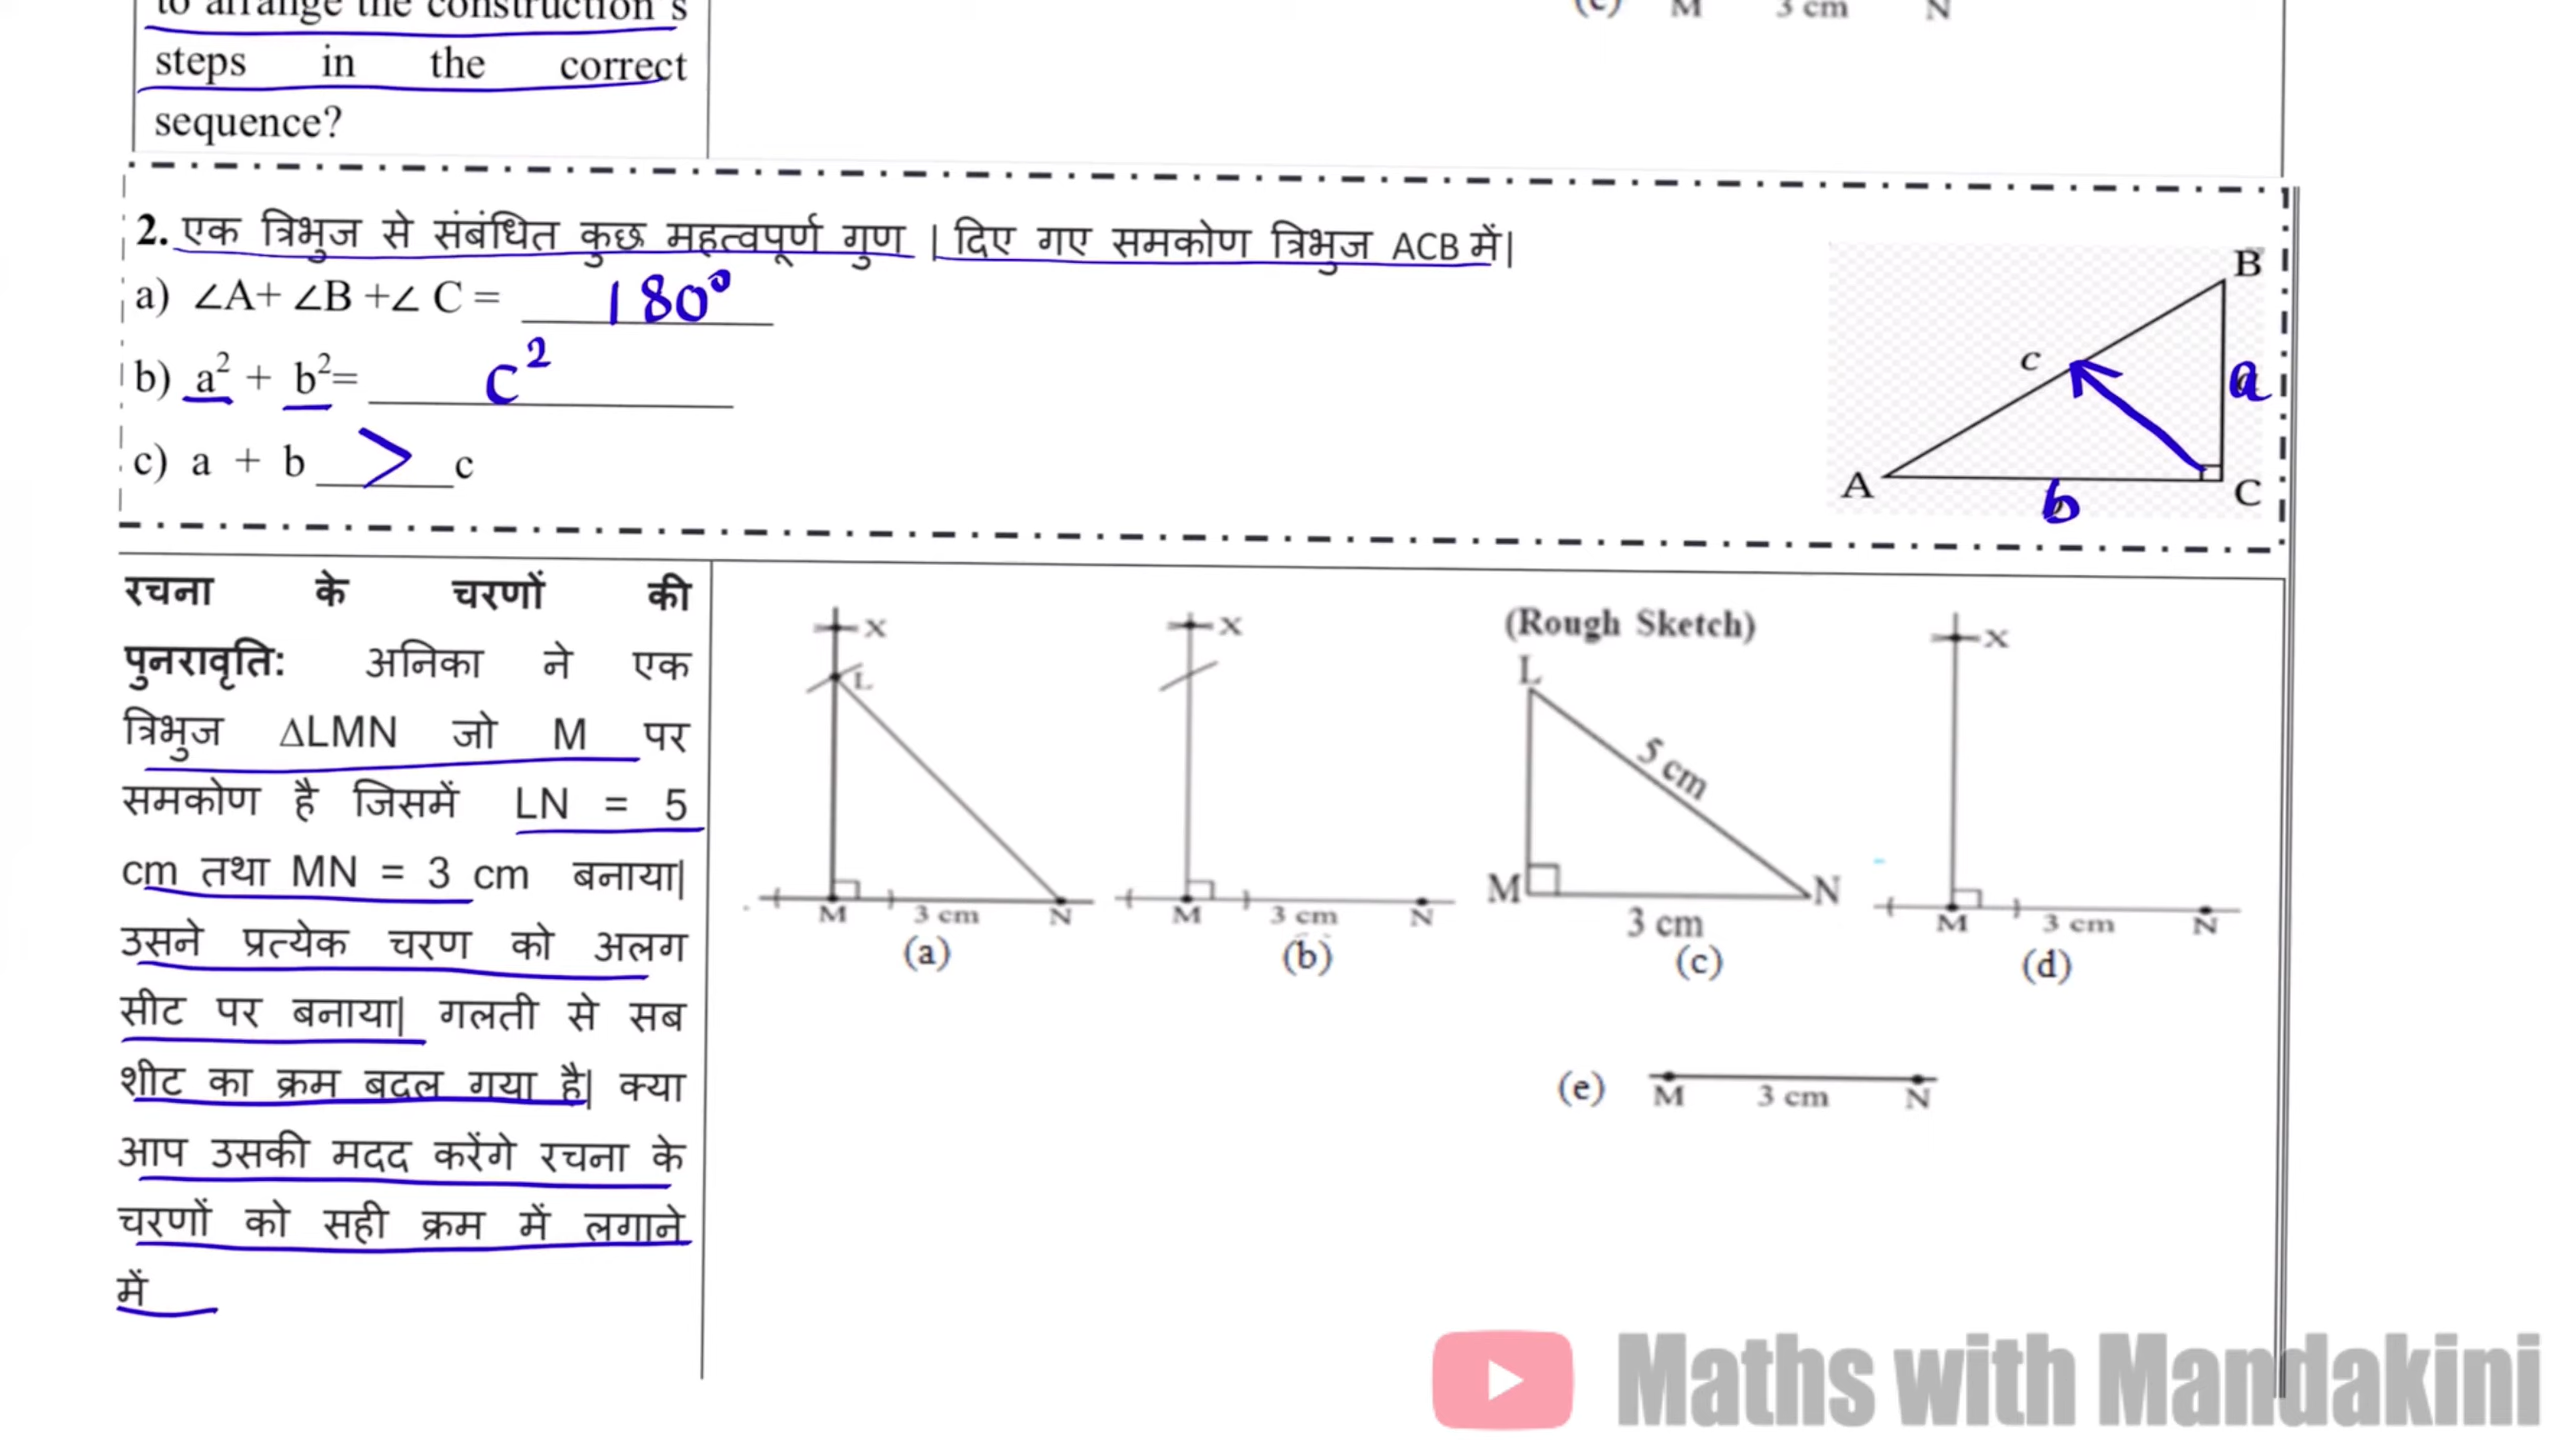 to arrange the construction's
steps in the correct
sequence?
(e) M 3 cm N
2. एक त्रिभुज से संबंधित कुछ महत्वपूर्ण गुण | दिए गए समकोण त्रिभुज ACB में|
a) ∠A+ ∠B +∠ C = 180°
b) a² + b²= c²
c) a + b > c
B
c
a
A
b
C
रचना के चरणों की
पुनरावृति: अनिका ने एक
त्रिभुज ΔLMN जो M पर
समकोण है जिसमें LN = 5
cm तथा MN = 3 cm बनाया|
उसने प्रत्येक चरण को अलग
सीट पर बनाया| गलती से सब
शीट का क्रम बदल गया है| क्या
आप उसकी मदद करेंगे रचना के
चरणों को सही क्रम में लगाने
में
X
L
M 3 cm N
(a)
X
M 3 cm N
(b)
(Rough Sketch)
L
5 cm
M N
3 cm
(c)
X
M 3 cm N
(d)
(e) M 3 cm N
Maths with Mandakini